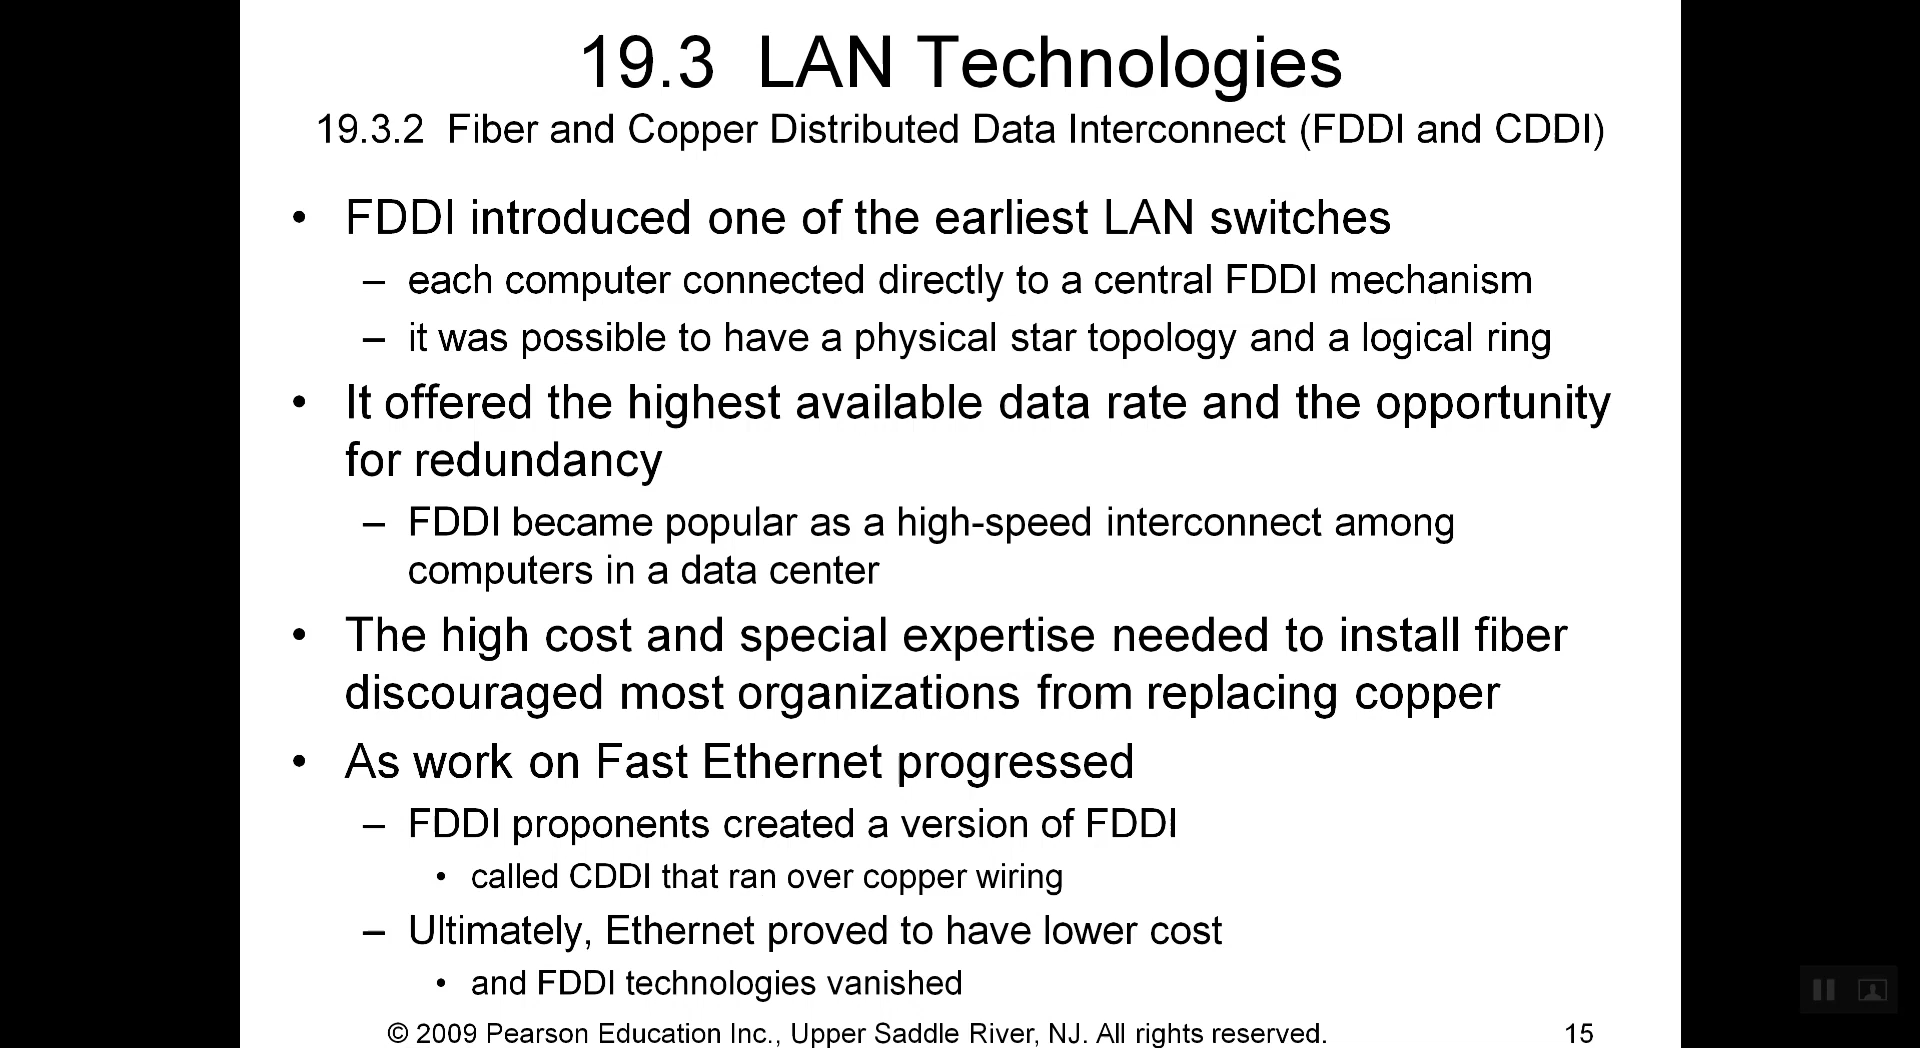 19.3 LAN Technologies
19.3.2 Fiber and Copper Distributed Data Interconnect (FDDI and CDDI)
• FDDI introduced one of the earliest LAN switches
– each computer connected directly to a central FDDI mechanism
– it was possible to have a physical star topology and a logical ring
• It offered the highest available data rate and the opportunity
for redundancy
– FDDI became popular as a high-speed interconnect among
computers in a data center
• The high cost and special expertise needed to install fiber
discouraged most organizations from replacing copper
• As work on Fast Ethernet progressed
– FDDI proponents created a version of FDDI
• called CDDI that ran over copper wiring
– Ultimately, Ethernet proved to have lower cost
• and FDDI technologies vanished
© 2009 Pearson Education Inc., Upper Saddle River, NJ. All rights reserved. 15